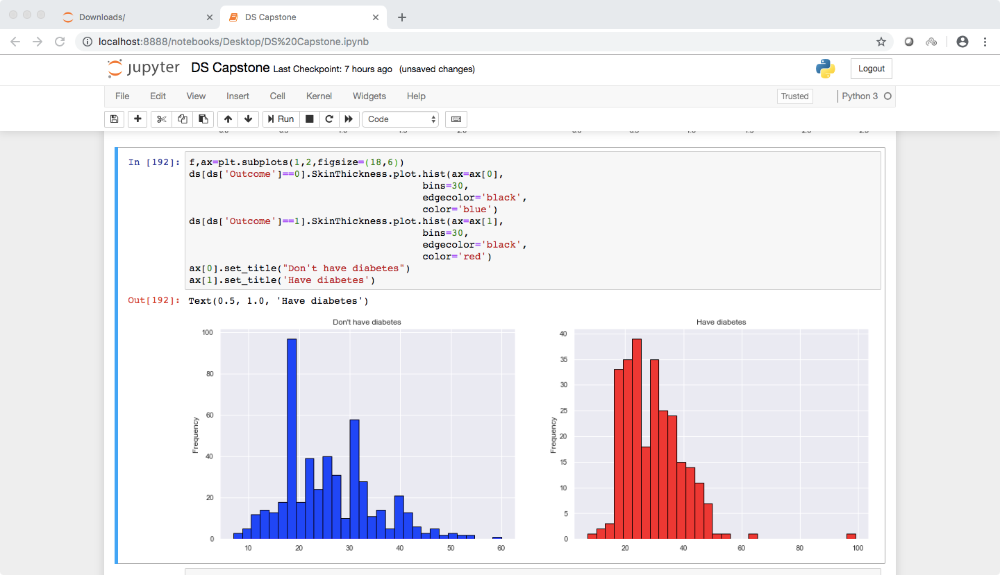 Downloads/
DS Capstone
localhost:8888/notebooks/Desktop/DS%20Capstone.ipynb
jupyter DS Capstone Last Checkpoint: 7 hours ago (unsaved changes)
Logout
File Edit View Insert Cell Kernel Widgets Help
Trusted
Python 3
Run
Code
In [192]:
f,ax=plt.subplots(1,2,figsize=(18,6))
ds[ds['Outcome']==0].SkinThickness.plot.hist(ax=ax[0],
bins=30,
edgecolor='black',
color='blue')
ds[ds['Outcome']==1].SkinThickness.plot.hist(ax=ax[1],
bins=30,
edgecolor='black',
color='red')
ax[0].set_title("Don't have diabetes")
ax[1].set_title('Have diabetes')
Out[192]: Text(0.5, 1.0, 'Have diabetes')
Don't have diabetes
100
80
60
40
20
0
Frequency
10 20 30 40 50 60
Have diabetes
40
35
30
25
20
15
10
5
0
Frequency
20 40 60 80 100